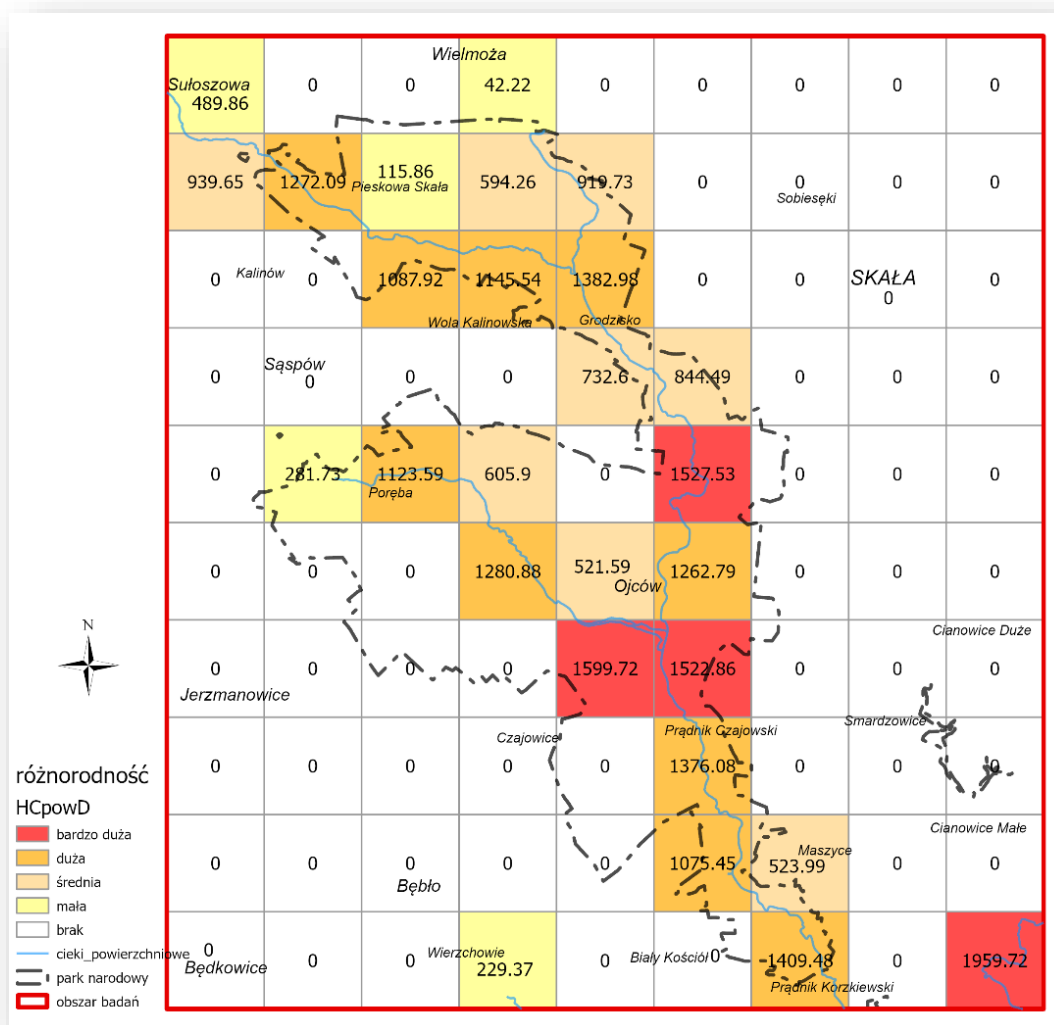 Wielmoża
Sułoszowa
489.86 0 0 42.22 0 0 0 0 0
939.65 1272.09 115.86 594.26 919.73 0 0 0 0
Pieskowa Skała
Sobiesęki
Kalinów
SKAŁA
0 0 1087.92 1145.54 1382.98 0 0 0 0
Wola Kalinowska
Grodzisko
Sąspów
0 0 0 0 732.6 844.49 0 0 0
0 281.73 1123.59 605.9 0 1527.53 0 0 0
Poręba
0 0 0 1280.88 521.59 1262.79 0 0 0
Ojców
N
Cianowice Duże
0 0 0 0 1599.72 1522.86 0 0 0
Jerzmanowice
Smardzowice
Czajowice
Prądnik Czajowski
0 0 0 0 0 1376.08 0 0 0
Cianowice Małe
Maszyce
0 0 0 0 0 1075.45 523.99 0 0
Bębło
0 0 0 229.37 0 0 1409.48 0 1959.72
Wierzchowie
Biały Kościół
Będkowice
Prądnik Korzkiewski
różnorodność
HCpowD
bardzo duża
duża
średnia
mała
brak
cieki_powierzchniowe
park narodowy
obszar badań